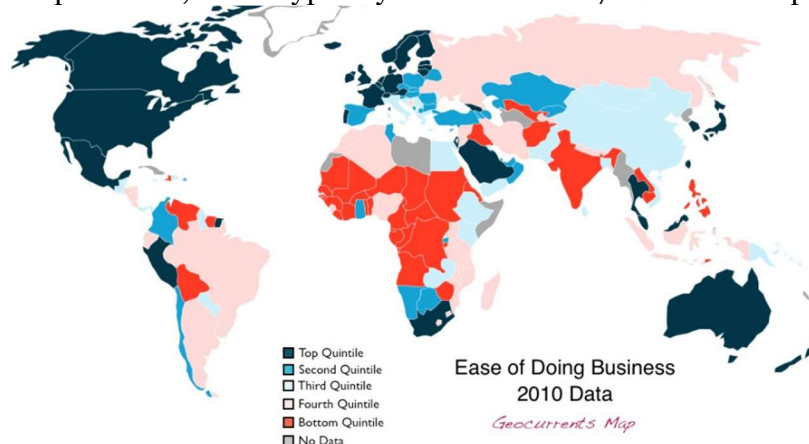 Top Quintile
Second Quintile
Third Quintile
Fourth Quintile
Bottom Quintile
No Data
Ease of Doing Business
2010 Data
Geocurrents Map